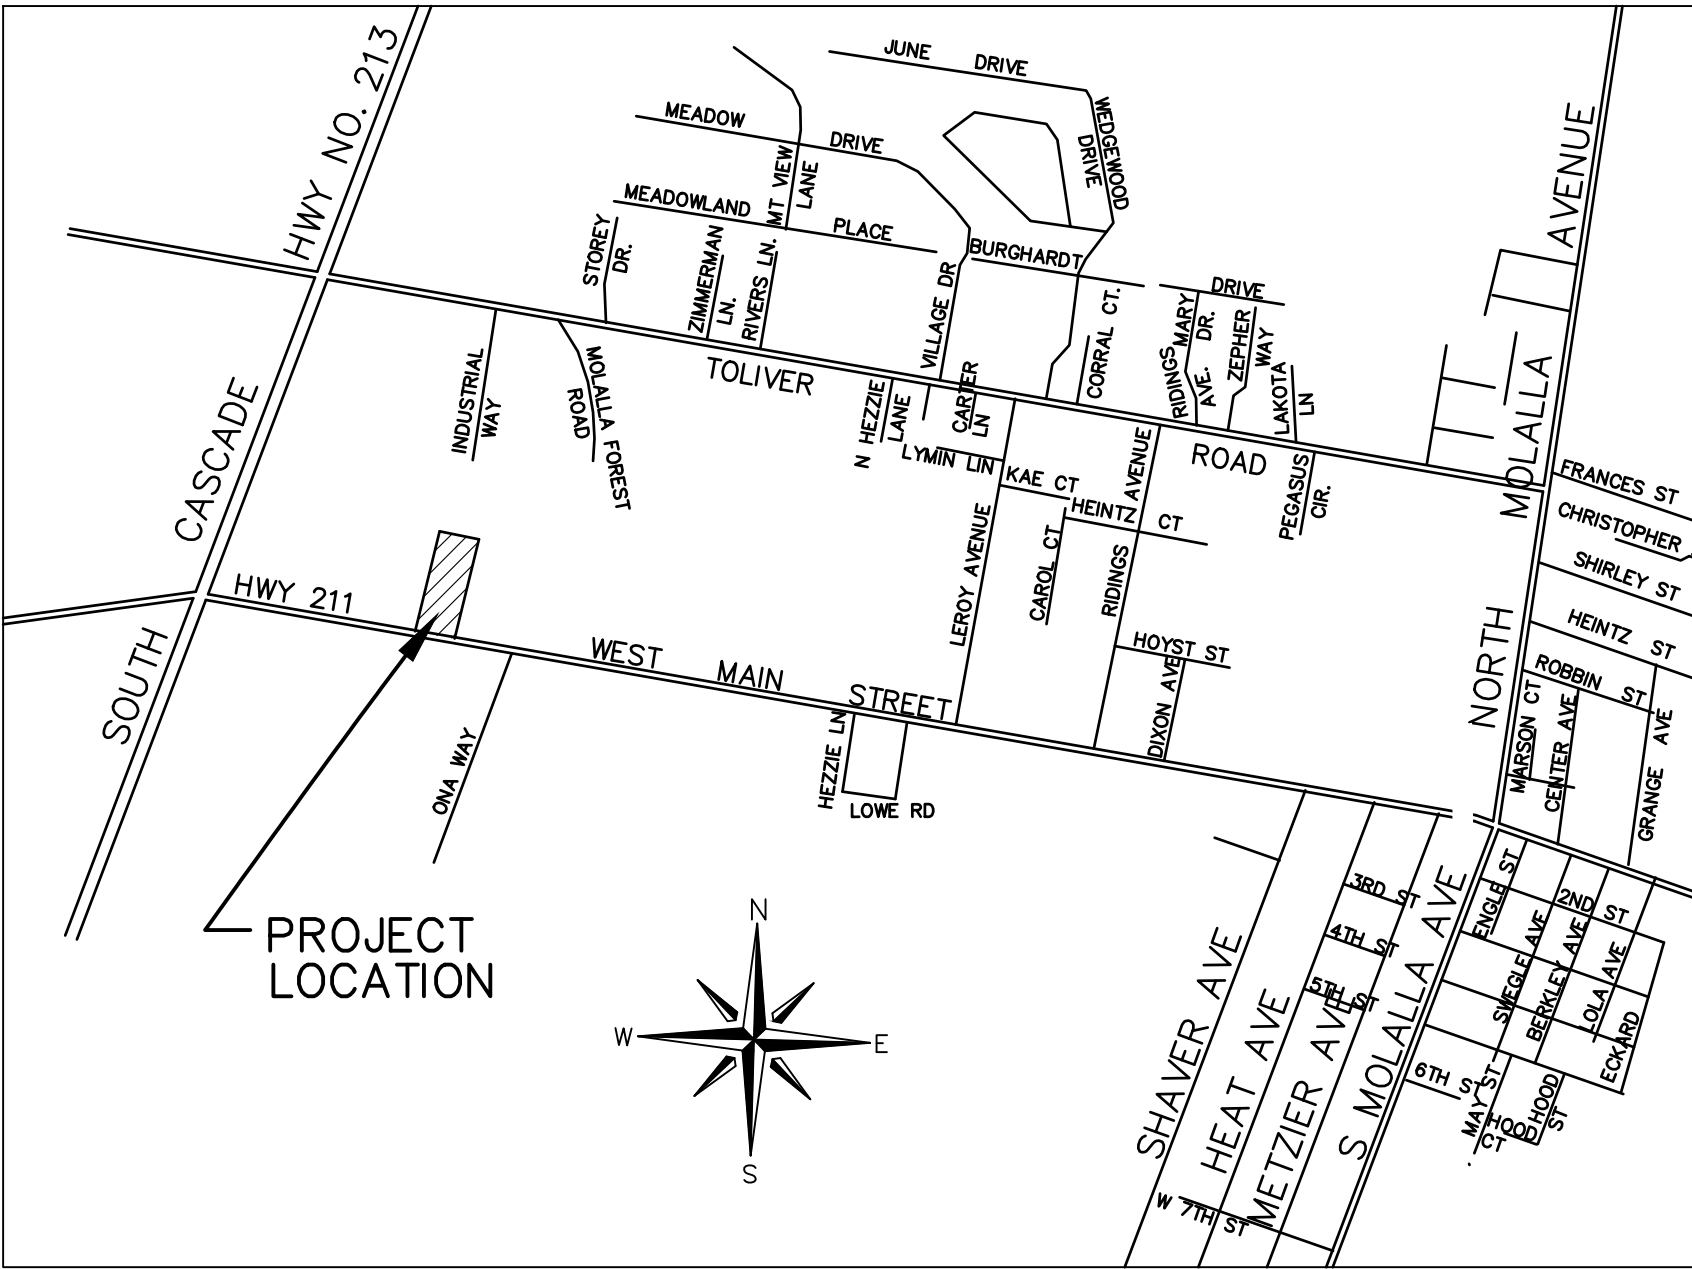 HWY NO. 213
SOUTH CASCADE
HWY 211
WEST MAIN STREET
TOLIVER ROAD
NORTH MOLALLA AVENUE
JUNE DRIVE
WEDGEWOOD
DRIVE
MEADOW DRIVE
MT VIEW
LANE
MEADOWLAND PLACE
BURGHARDT DRIVE
STOREY
DR.
ZIMMERMAN
LN.
RIVERS LN.
VILLAGE DR
CORRAL CT.
MARY
DR.
RIDINGS
AVE.
ZEPHER
WAY
LAKOTA
LN
INDUSTRIAL
WAY
MOLALLA FOREST
ROAD
N HEZZIE
LANE
CARTER
LN
LYMIN LIN
KAE CT
HEINTZ CT
LEROY AVENUE
CAROL CT
RIDINGS AVENUE
PEGASUS
CIR.
HOYST ST
DIXON AVE
FRANCES ST
CHRISTOPHER
SHIRLEY ST
HEINTZ ST
ROBBIN ST
MARSON CT
CENTER AVE
GRANGE AVE
ONA WAY
HEZZIE LN
LOWE RD
PROJECT
LOCATION
N
W
E
S
SHAVER AVE
HEAT AVE
METZIER AVE
S MOLALLA AVE
3RD ST
4TH ST
5TH ST
6TH ST
W 7TH ST
ENGLE ST
2ND ST
SWEGLE AVE
BERKLEY AVE
LOLA AVE
ECKARD
MAY ST
HOOD
ST
HOOD
CT